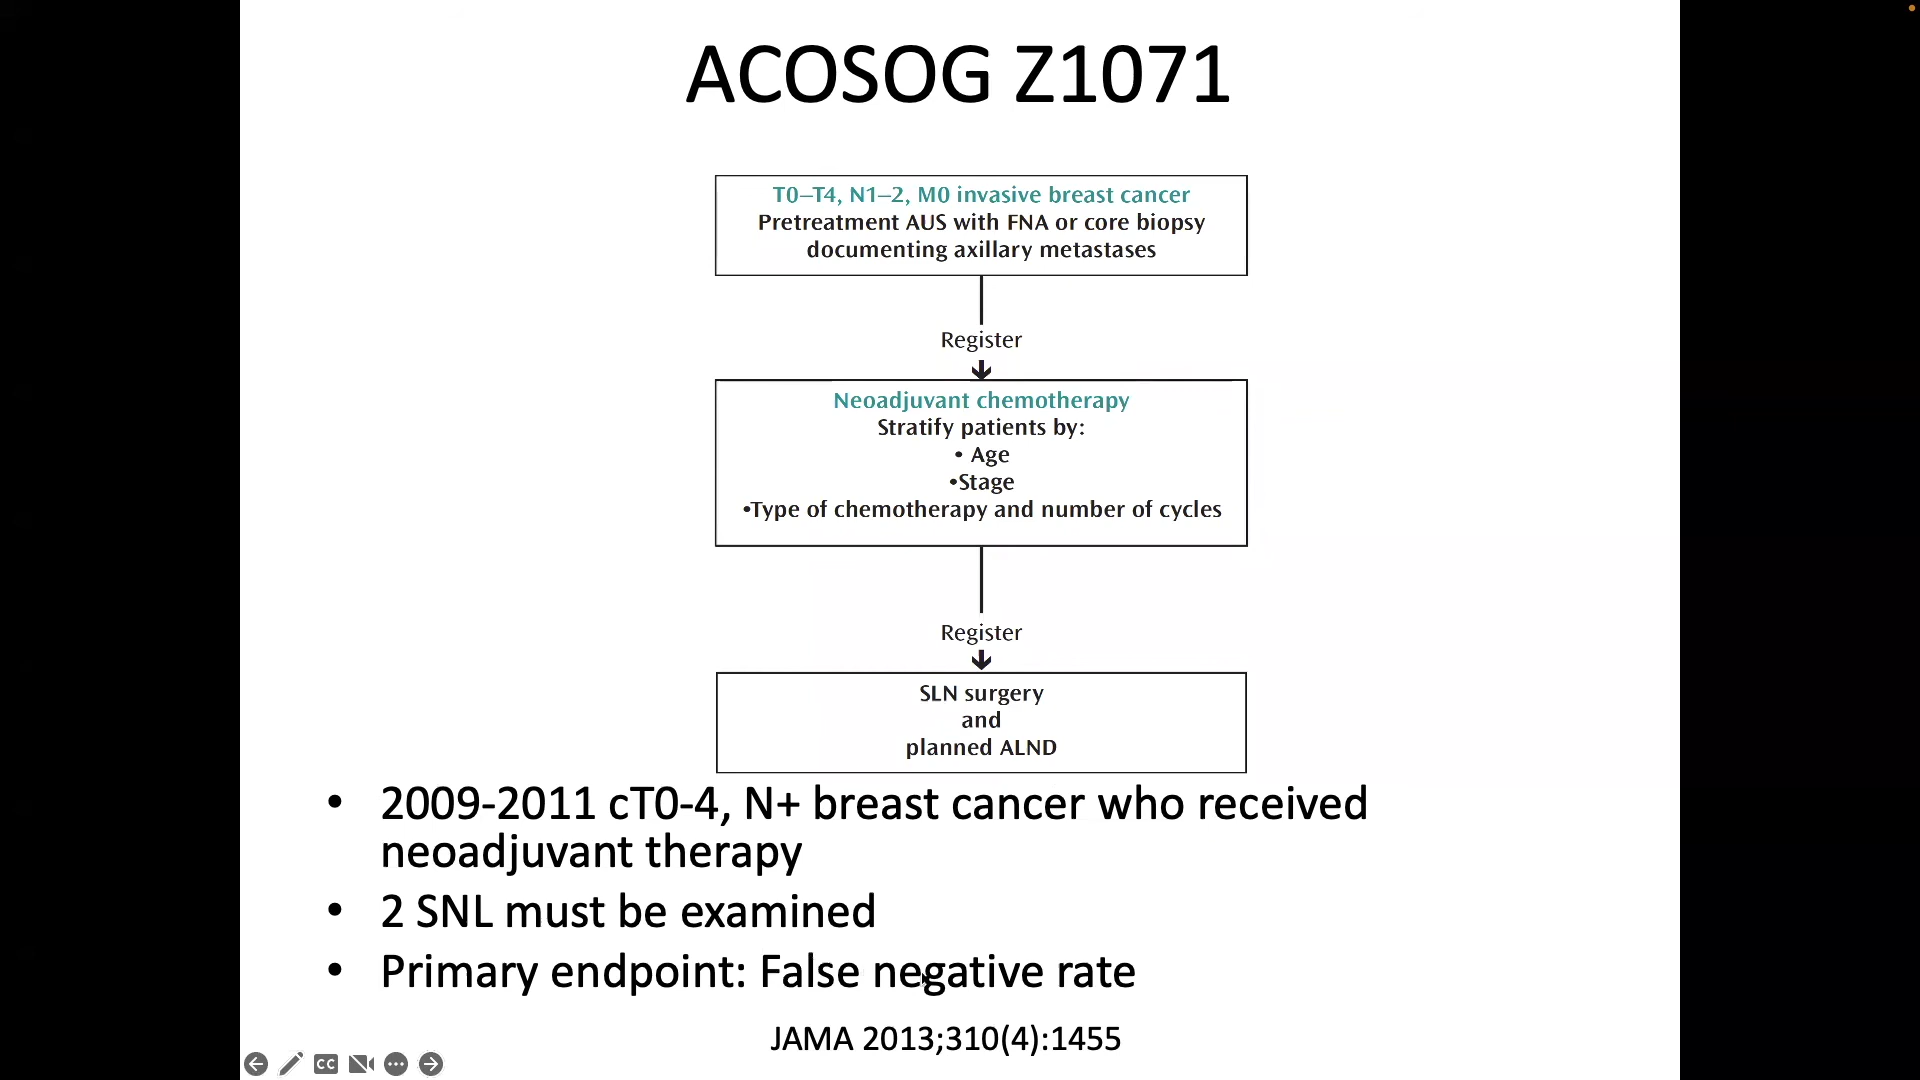 ACOSOG Z1071
T0–T4, N1–2, M0 invasive breast cancer
Pretreatment AUS with FNA or core biopsy
documenting axillary metastases
Register
Neoadjuvant chemotherapy
Stratify patients by:
• Age
•Stage
•Type of chemotherapy and number of cycles
Register
SLN surgery
and
planned ALND
• 2009-2011 cT0-4, N+ breast cancer who received
neoadjuvant therapy
• 2 SNL must be examined
• Primary endpoint: False negative rate
JAMA 2013;310(4):1455
CC